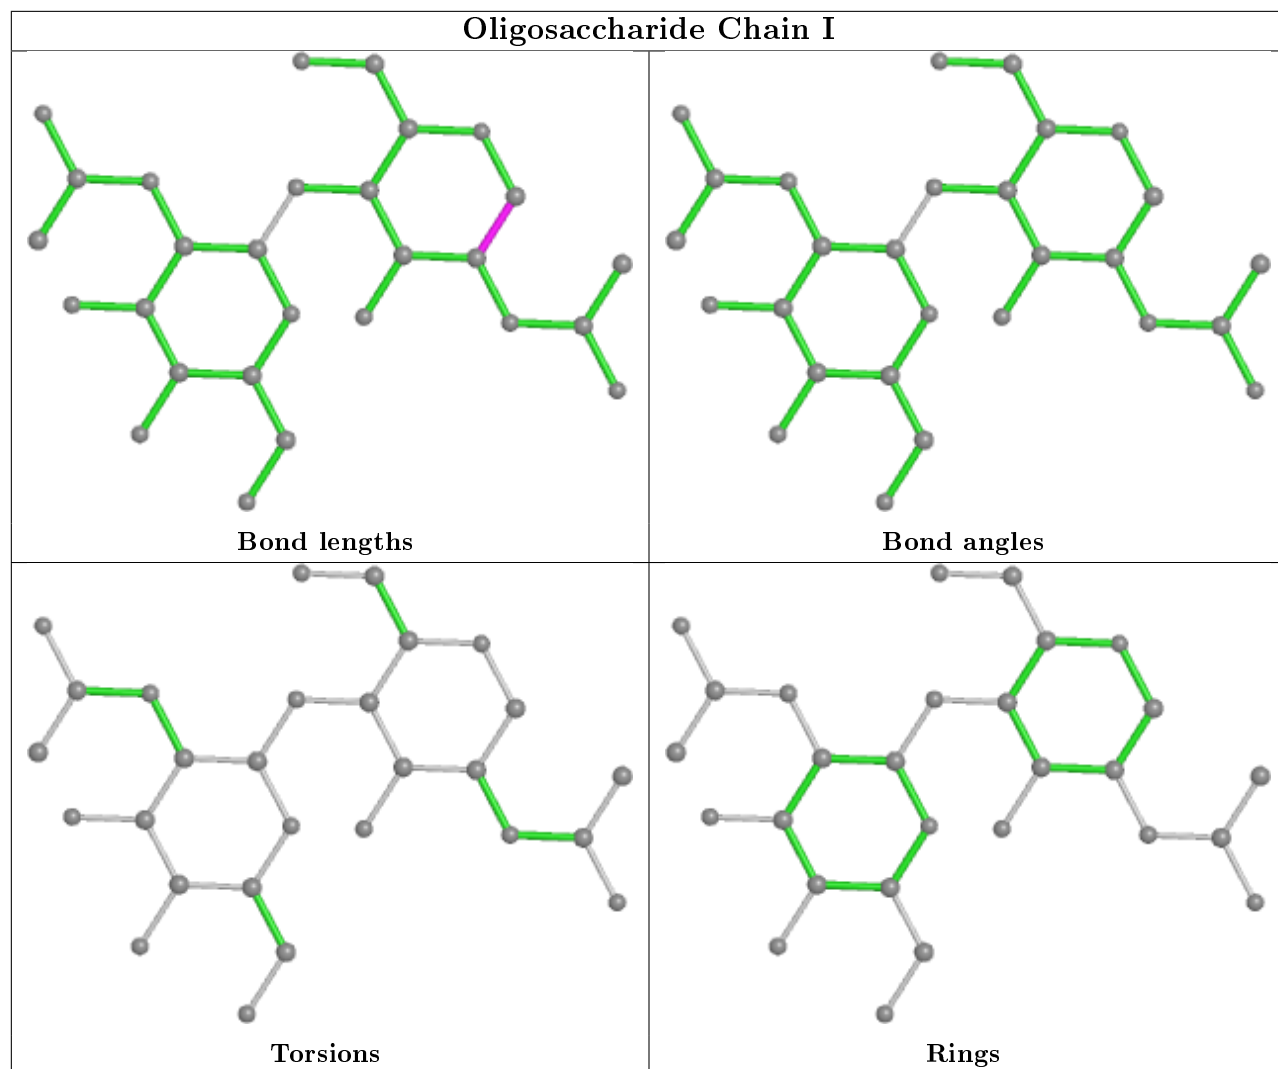 Oligosaccharide Chain I
Bond lengths
Bond angles
Torsions
Rings